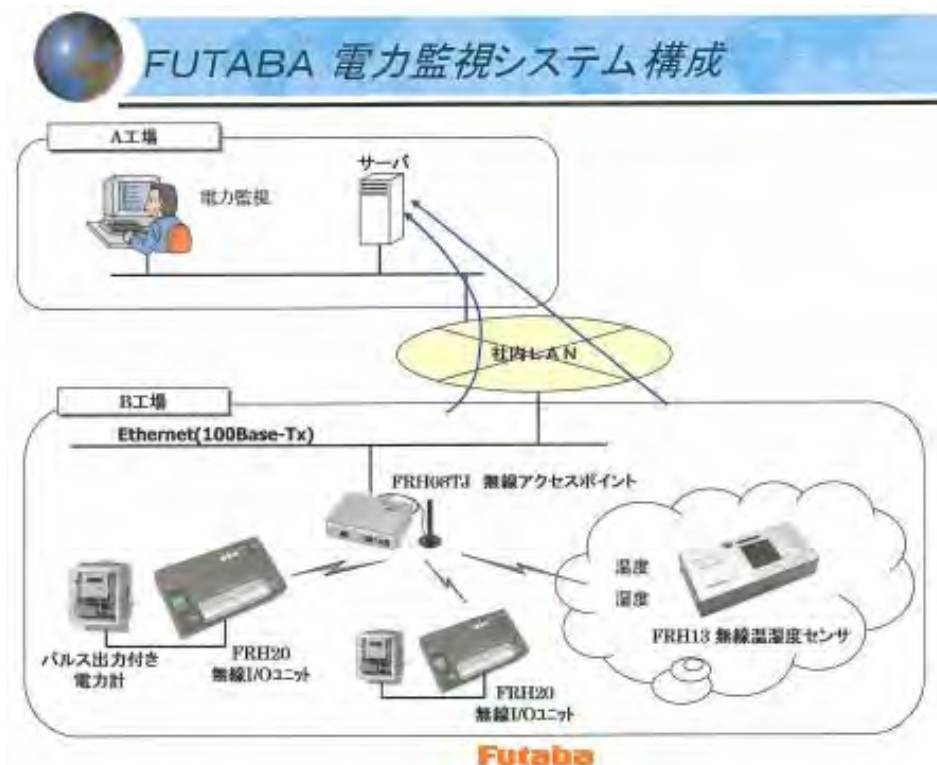 FUTABA 電力監視システム構成
A工場
サーバ
電力監視
社内LAN
B工場
Ethernet(100Base-Tx)
FRH08TJ 無線アクセスポイント
温度
湿度
FRH13 無線温湿度センサ
パルス出力付き
電力計
FRH20
無線I/Oユニット
FRH20
無線I/Oユニット
Futaba